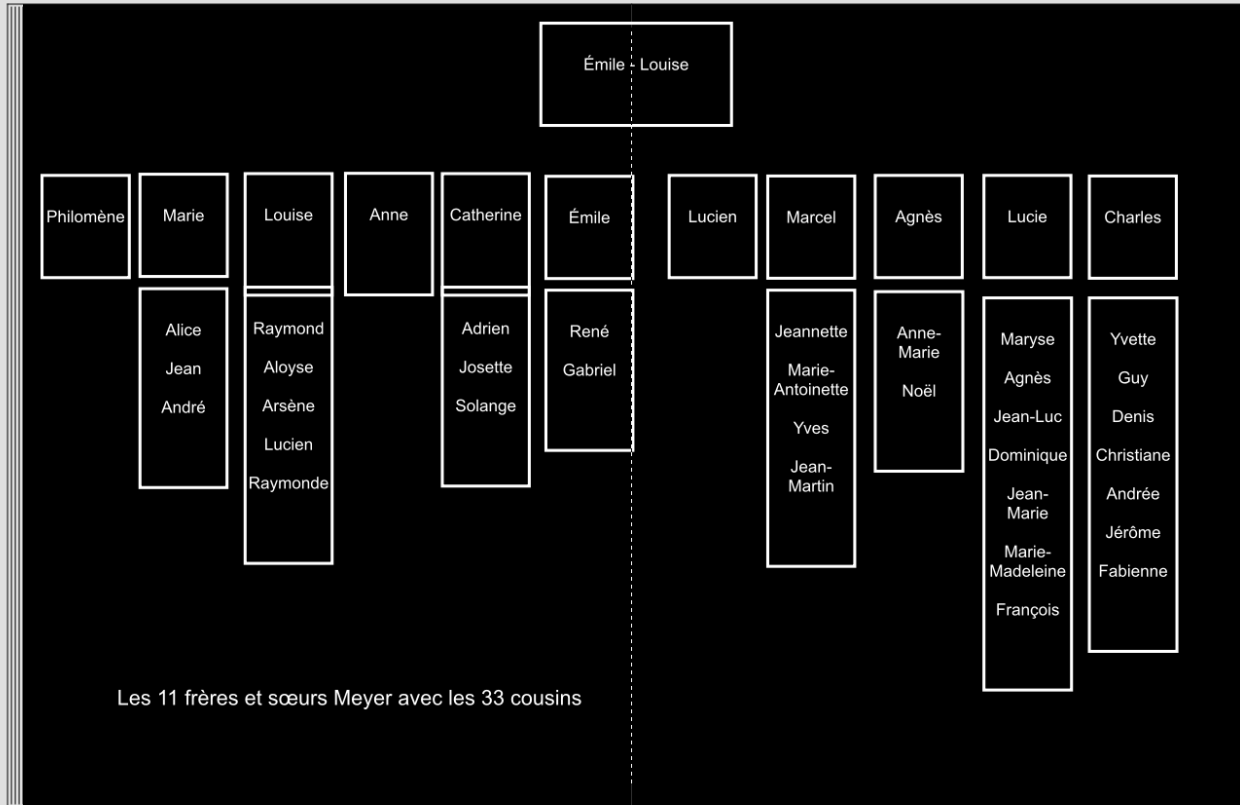 Émile - Louise
Philomène
Marie
Louise
Anne
Catherine
Émile
Lucien
Marcel
Agnès
Lucie
Charles
Alice
Jean
André
Raymond
Aloyse
Arsène
Lucien
Raymonde
Adrien
Josette
Solange
René
Gabriel
Jeannette
Marie-
Antoinette
Yves
Jean-
Martin
Anne-
Marie
Noël
Maryse
Agnès
Jean-Luc
Dominique
Jean-
Marie
Marie-
Madeleine
François
Yvette
Guy
Denis
Christiane
Andrée
Jérôme
Fabienne
Les 11 frères et sœurs Meyer avec les 33 cousins